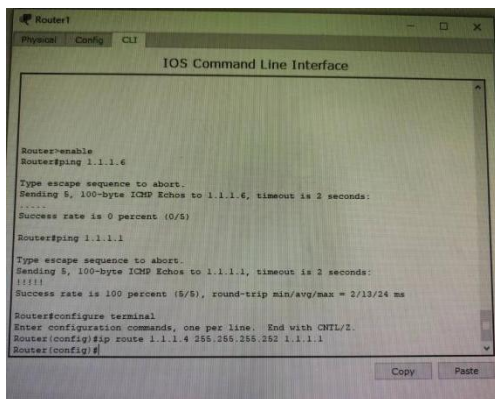 Router1
Physical Config CLI
IOS Command Line Interface
Router>enable
Router#ping 1.1.1.6
Type escape sequence to abort.
Sending 5, 100-byte ICMP Echos to 1.1.1.6, timeout is 2 seconds:
.....
Success rate is 0 percent (0/5)
Router#ping 1.1.1.1
Type escape sequence to abort.
Sending 5, 100-byte ICMP Echos to 1.1.1.1, timeout is 2 seconds:
!!!!!
Success rate is 100 percent (5/5), round-trip min/avg/max = 2/13/24 ms
Router#configure terminal
Enter configuration commands, one per line.  End with CNTL/Z.
Router(config)#ip route 1.1.1.4 255.255.255.252 1.1.1.1
Router(config)#
Copy Paste